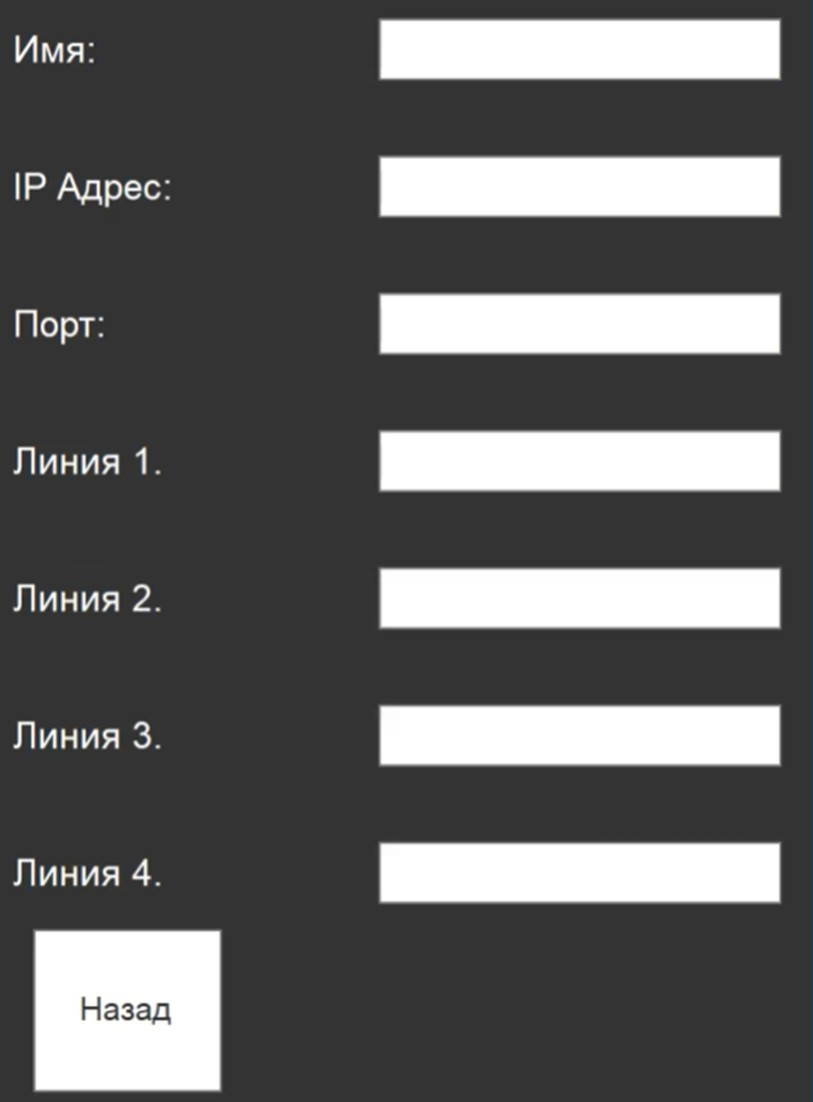 Имя:
IP Адрес:
Порт:
Линия 1.
Линия 2.
Линия 3.
Линия 4.
Назад